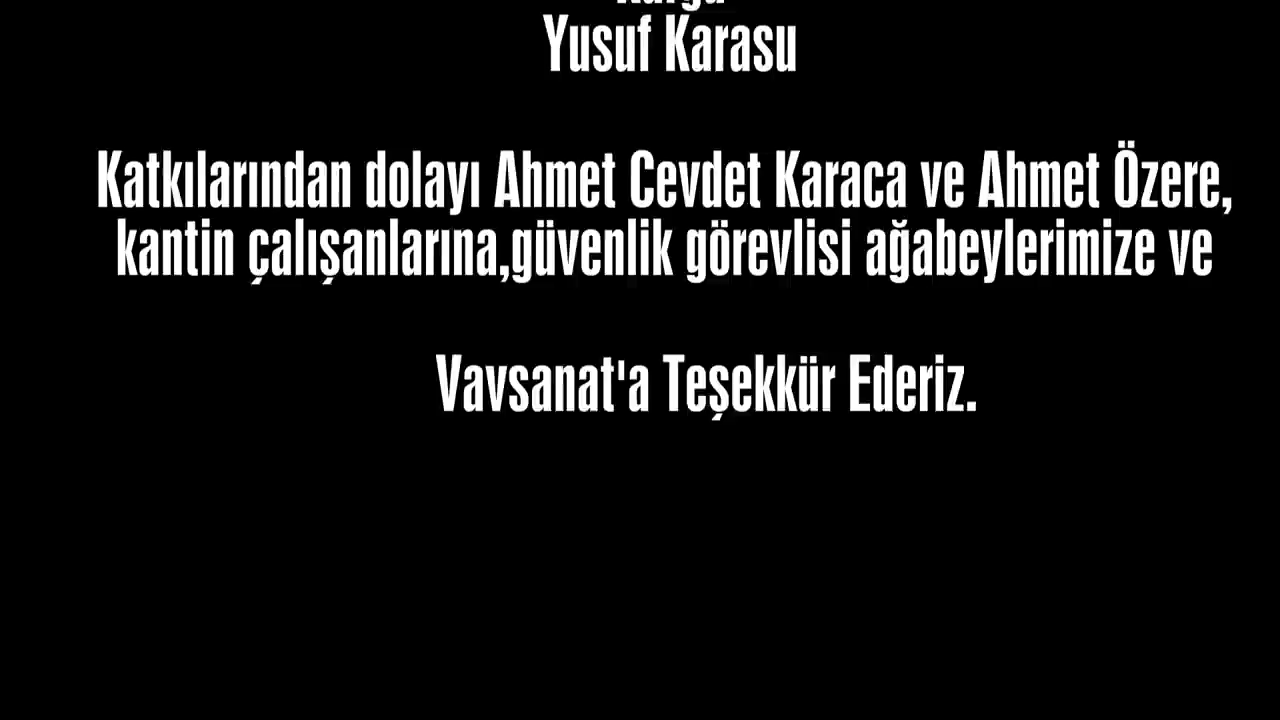 Yusuf Karasu
Katkılarından dolayı Ahmet Cevdet Karaca ve Ahmet Özere,
kantin çalışanlarına,güvenlik görevlisi ağabeylerimize ve
Vavsanat'a Teşekkür Ederiz.